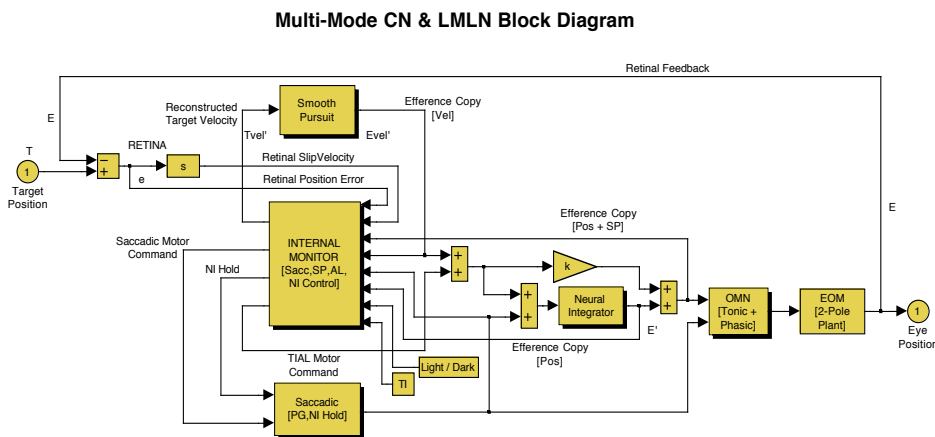 Multi-Mode CN & LMLN Block Diagram
Retinal Feedback
E
Reconstructed
Target Velocity
Tvel'
Smooth
Pursuit
Evel'
Efference Copy
[Vel]
T
1
Target
Position
−
+
RETINA
e
s
Retinal SlipVelocity
Retinal Position Error
Saccadic Motor
Command
NI Hold
INTERNAL
MONITOR
[Sacc,SP,AL,
NI Control]
Efference Copy
[Pos + SP]
+
+
k
+
+
Neural
Integrator
+
+
E'
Efference Copy
[Pos]
OMN
[Tonic +
Phasic]
EOM
[2-Pole
Plant]
E
1
Eye
Position
TIAL Motor
Command
Light / Dark
TI
Saccadic
[PG,NI Hold]